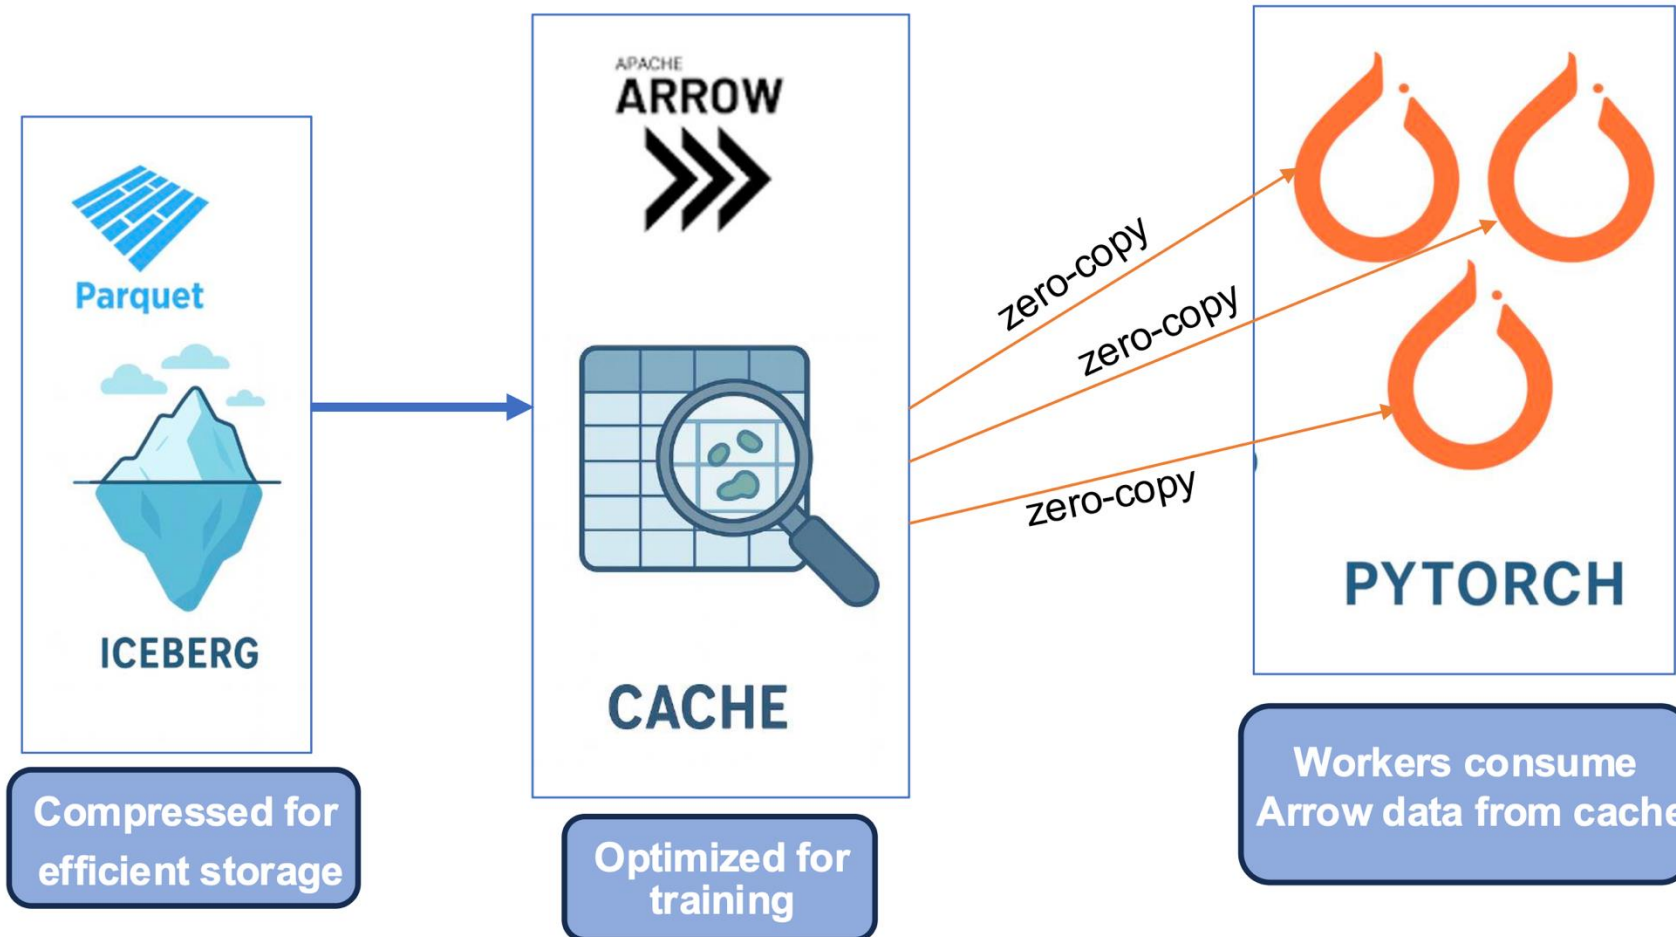 Parquet
ICEBERG
Compressed for
efficient storage
APACHE
ARROW
CACHE
Optimized for
training
zero-copy
zero-copy
zero-copy
PYTORCH
Workers consume
Arrow data from cache